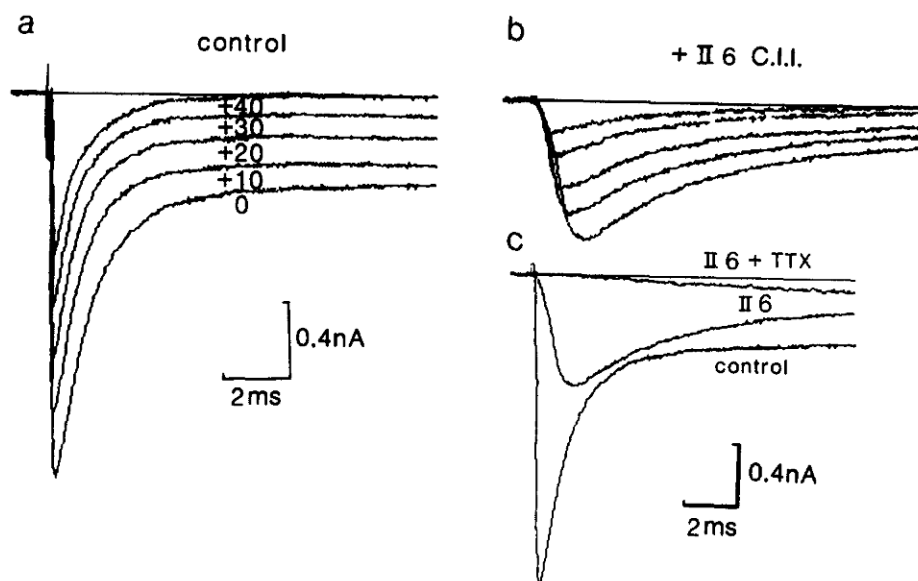 a
control
+40
+30
+20
+10
0
0.4nA
2ms
b
+ II 6 C.I.I.
c
II 6 + TTX
II 6
control
0.4nA
2ms